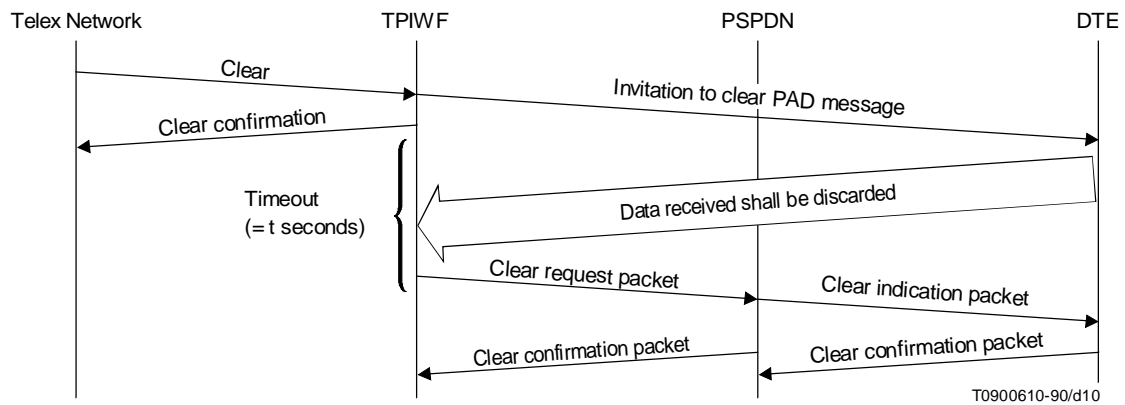 Telex Network
TPIWF
PSPDN
DTE
Clear
Invitation to clear PAD message
Clear confirmation
Timeout
(= t seconds)
Data received shall be discarded
Clear request packet
Clear indication packet
Clear confirmation packet
Clear confirmation packet
T0900610-90/d10